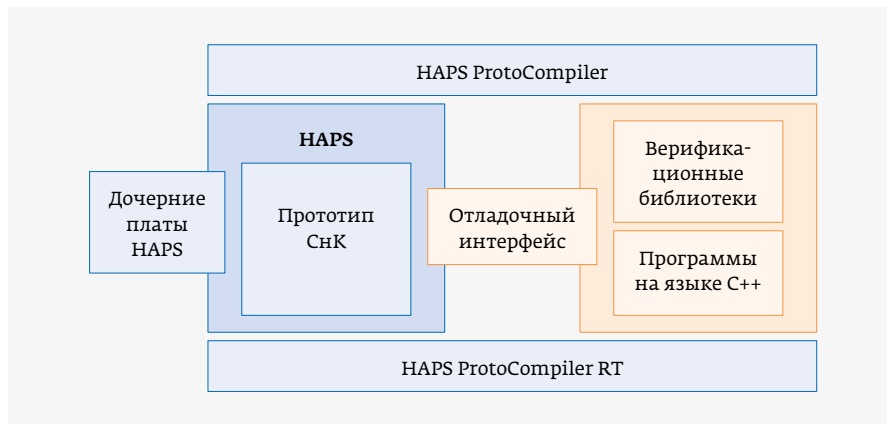 HAPS ProtoCompiler
HAPS
Дочерние
платы
HAPS
Прототип
СнК
Отладочный
интерфейс
Верифика-
ционные
библиотеки
Программы
на языке C++
HAPS ProtoCompiler RT